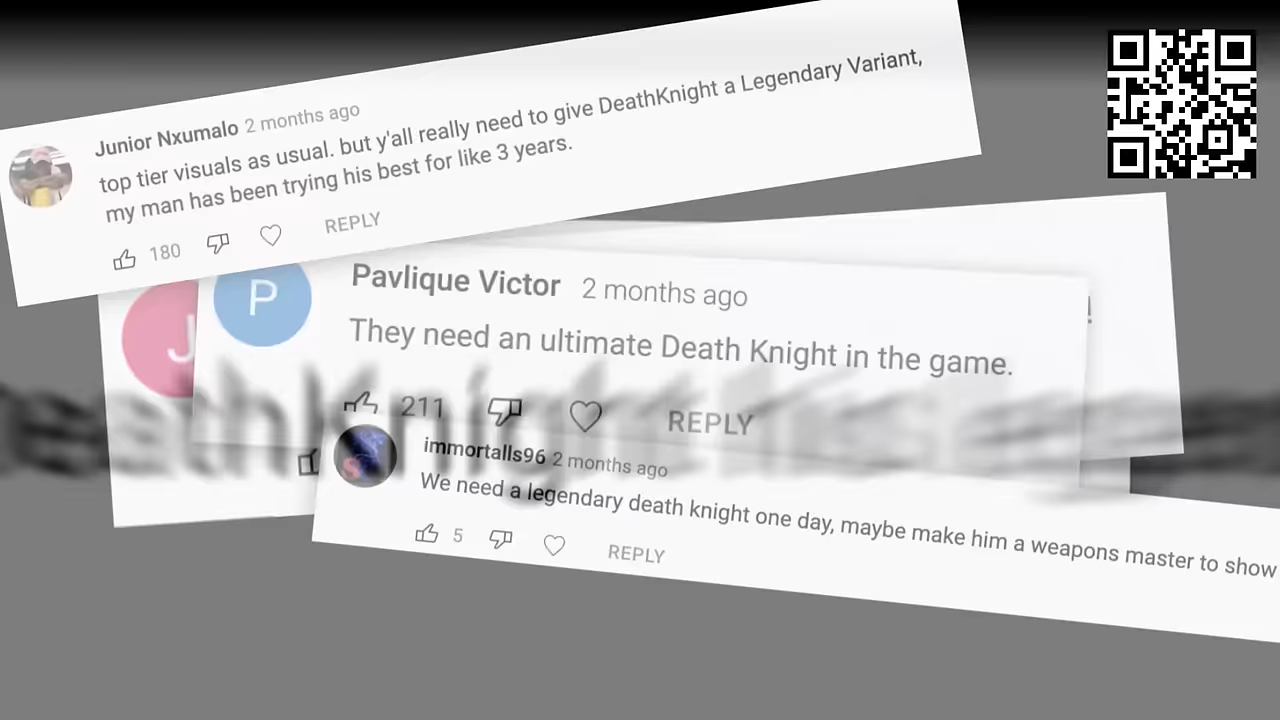 Junior Nxumalo 2 months ago
top tier visuals as usual. but y'all really need to give DeathKnight a Legendary Variant,
my man has been trying his best for like 3 years.
180 REPLY
J
P
Pavlique Victor 2 months ago
They need an ultimate Death Knight in the game.
211 REPLY
immortalls96 2 months ago
We need a legendary death knight one day, maybe make him a weapons master to show
5 REPLY